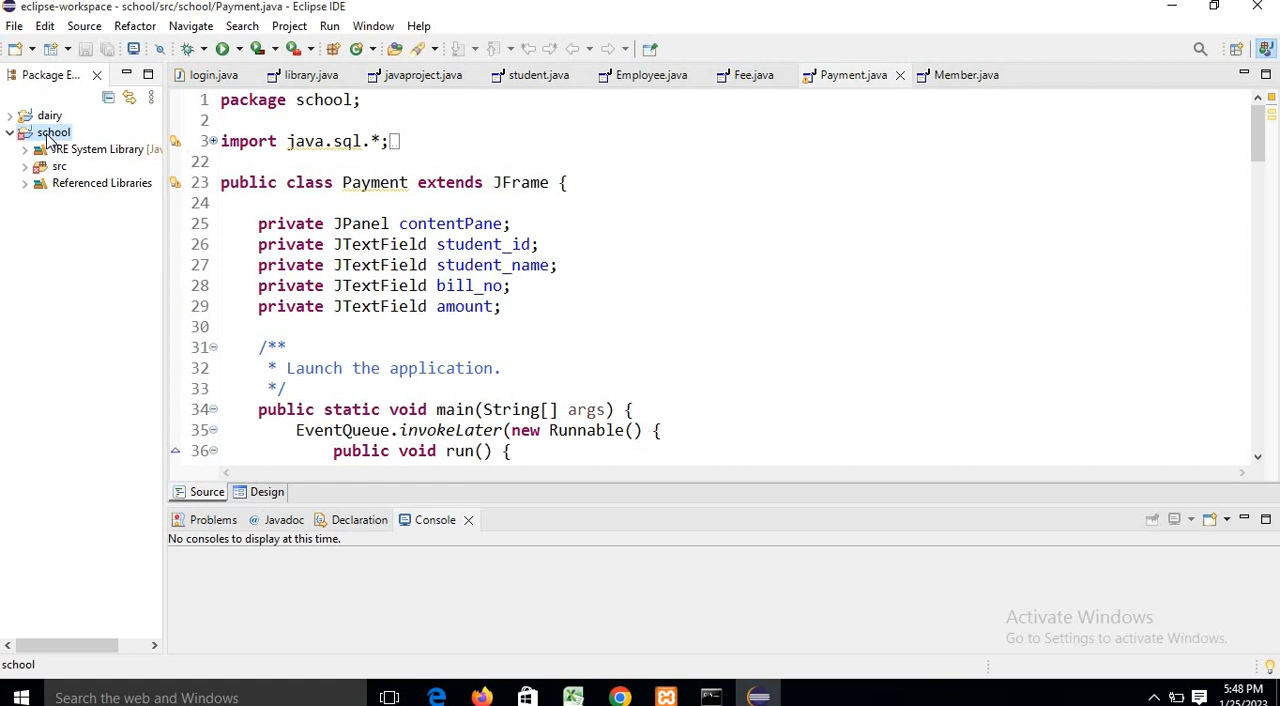 eclipse-workspace - school/src/school/Payment.java - Eclipse IDE
File Edit Source Refactor Navigate Search Project Run Window Help
Package E...
login.java library.java javaproject.java student.java Employee.java Fee.java Payment.java Member.java
dairy
school
JRE System Library [Jav
src
Referenced Libraries
1 package school;
2
3 import java.sql.*;
22
23 public class Payment extends JFrame {
24
25 private JPanel contentPane;
26 private JTextField student_id;
27 private JTextField student_name;
28 private JTextField bill_no;
29 private JTextField amount;
30
31 /**
32 * Launch the application.
33 */
34 public static void main(String[] args) {
35 EventQueue.invokeLater(new Runnable() {
36 public void run() {
Source Design
Problems Javadoc Declaration Console
No consoles to display at this time.
Activate Windows
Go to Settings to activate Windows.
school
Search the web and Windows
5:48 PM
1/25/2023